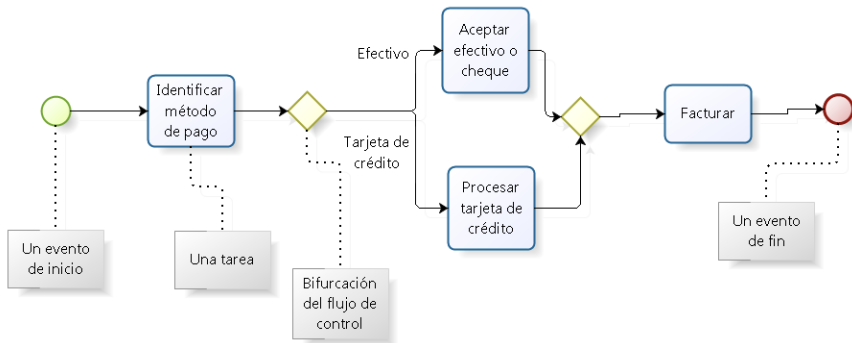 Identificar
método
de pago
Efectivo
Tarjeta de
crédito
Aceptar
efectivo o
cheque
Procesar
tarjeta de
crédito
Facturar
Un evento
de inicio
Una tarea
Bifurcación
del flujo de
control
Un evento
de fin